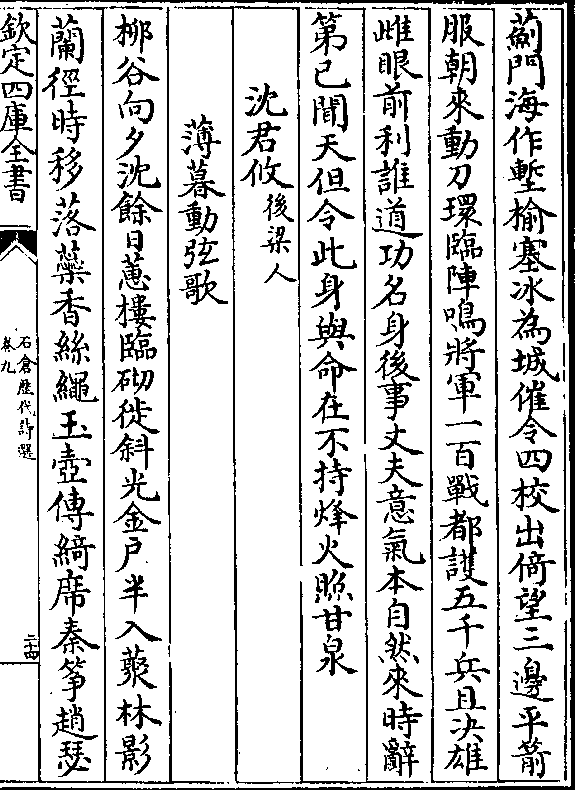 薊門海作塹榆塞冰為城催令四校出倚望三邊平箭
服朝來動刀環臨陣鳴將軍一百戰都護五千兵且决雄
雌眼前利誰道功名身後事丈夫意氣本自然來時辭
第已聞天但令此身與命在不持烽火照甘泉
沈君攸後梁人
薄暮動弦歌
柳谷向夕沈餘日蕙樓臨砌徙斜光金户半入藂林影
蘭徑時移落蘂香絲繩玉壺傳綺席秦箏趙瑟
欽定四庫全書
石倉歷代詩選
卷九
二十四